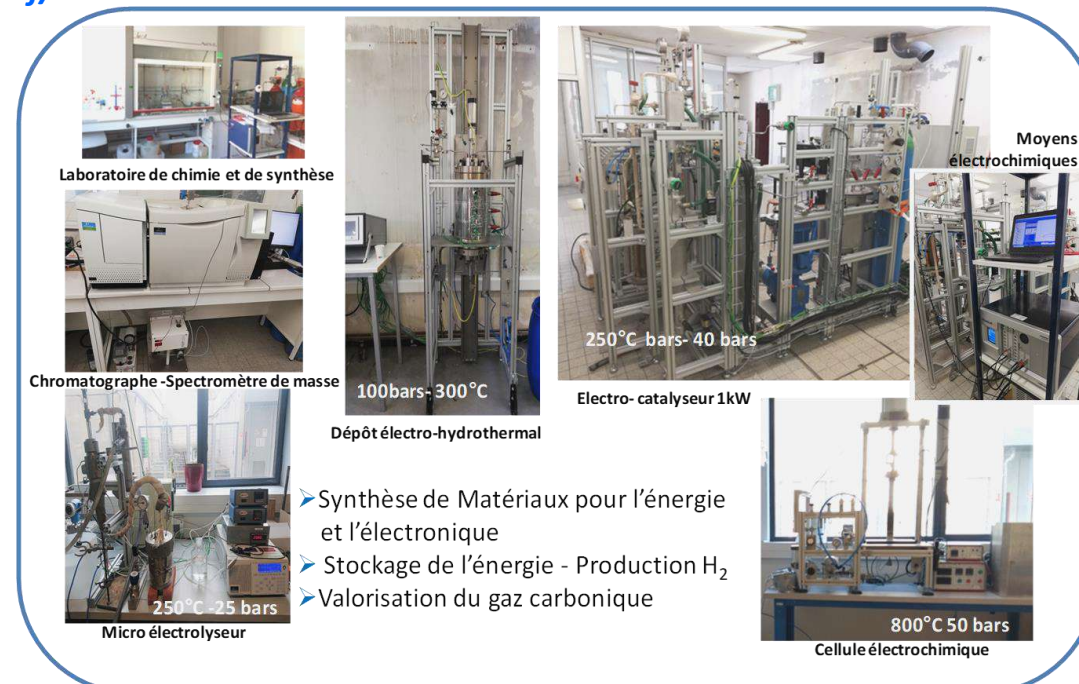 Laboratoire de chimie et de synthèse
Moyens
électrochimiques
250°C bars- 40 bars
Chromatographe -Spectromètre de masse
100bars- 300°C
Electro- catalyseur 1kW
Dépôt électro-hydrothermal
➢Synthèse de Matériaux pour l'énergie
et l'électronique
➢ Stockage de l'énergie - Production H₂
➢Valorisation du gaz carbonique
250°C -25 bars
Micro électrolyseur
800°C 50 bars
Cellule électrochimique